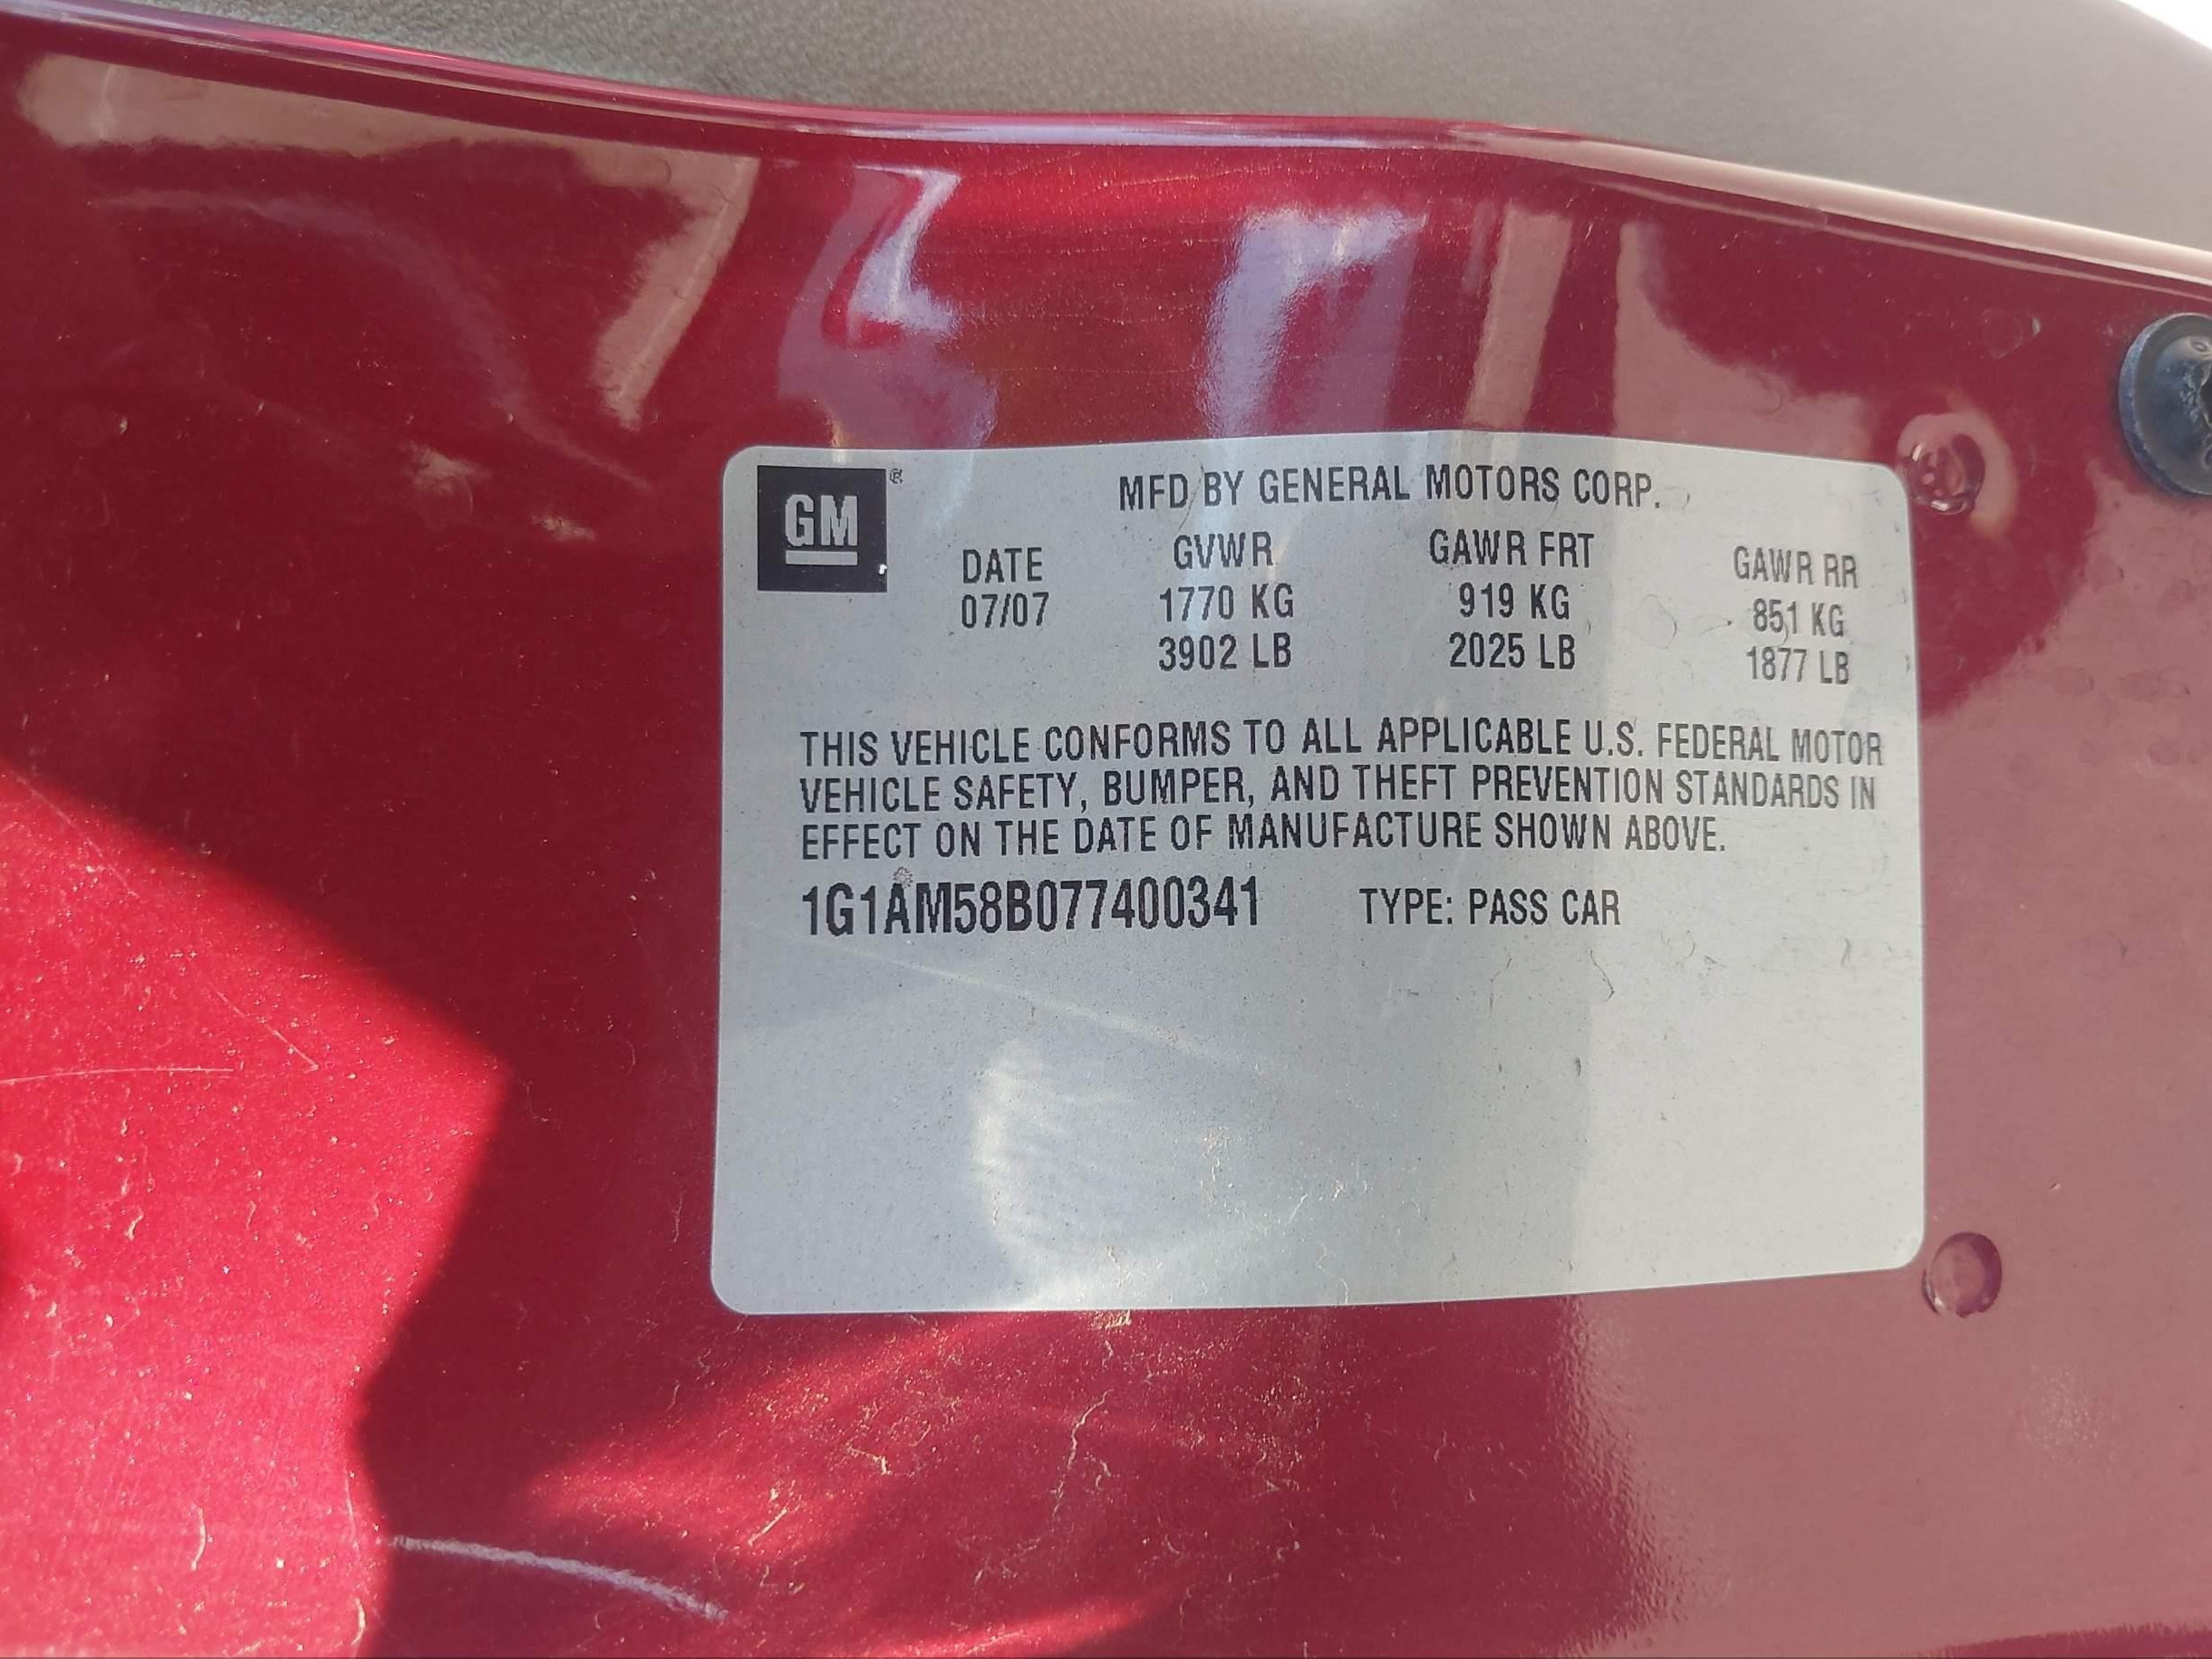 GM ®
MFD BY GENERAL MOTORS CORP.
DATE GVWR GAWR FRT GAWR RR
07/07 1770 KG 919 KG 851 KG
3902 LB 2025 LB 1877 LB
THIS VEHICLE CONFORMS TO ALL APPLICABLE U.S. FEDERAL MOTOR
VEHICLE SAFETY, BUMPER, AND THEFT PREVENTION STANDARDS IN
EFFECT ON THE DATE OF MANUFACTURE SHOWN ABOVE.
1G1AM58B077400341 TYPE: PASS CAR